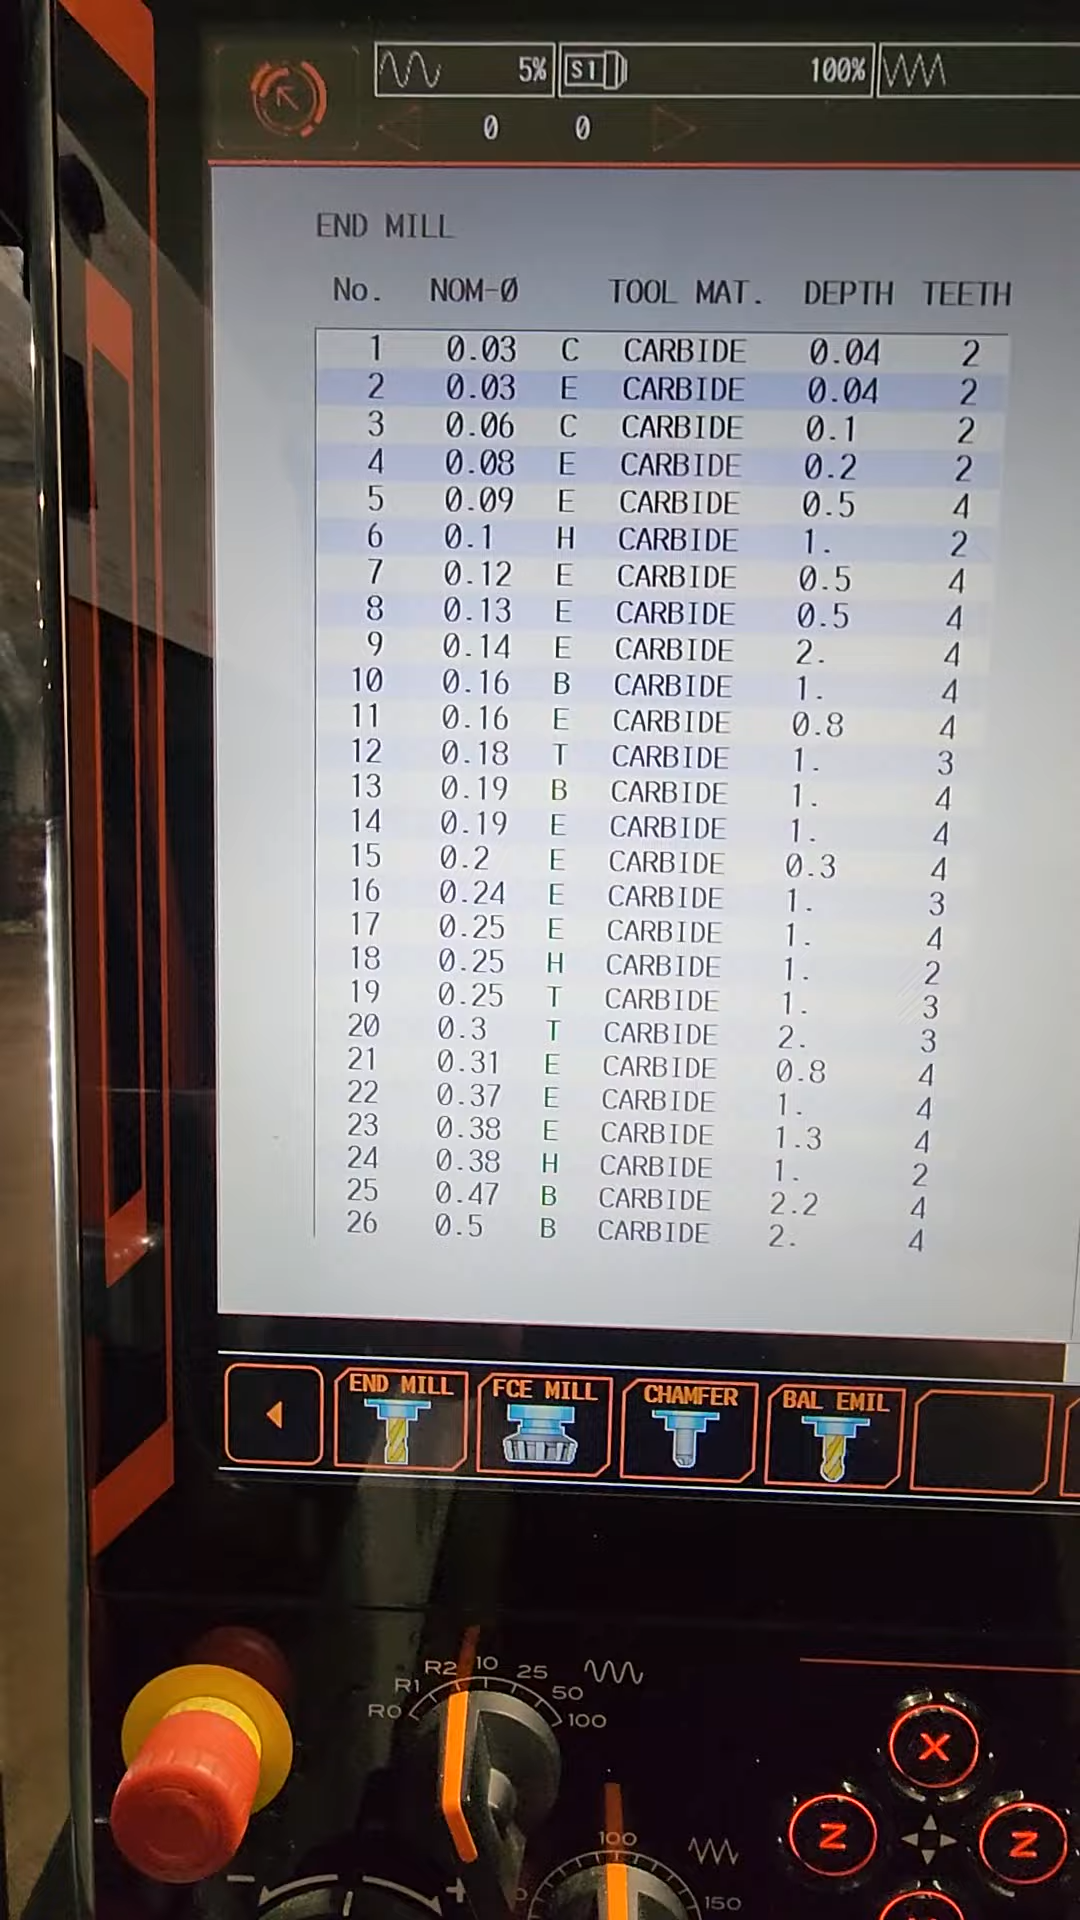 5% S1 100%
0 0
END MILL
No. NOM-Ø TOOL MAT. DEPTH TEETH
1 0.03 C CARBIDE 0.04 2
2 0.03 E CARBIDE 0.04 2
3 0.06 C CARBIDE 0.1 2
4 0.08 E CARBIDE 0.2 2
5 0.09 E CARBIDE 0.5 4
6 0.1 H CARBIDE 1. 2
7 0.12 E CARBIDE 0.5 4
8 0.13 E CARBIDE 0.5 4
9 0.14 E CARBIDE 2. 4
10 0.16 B CARBIDE 1. 4
11 0.16 E CARBIDE 0.8 4
12 0.18 T CARBIDE 1. 3
13 0.19 B CARBIDE 1. 4
14 0.19 E CARBIDE 1. 4
15 0.2 E CARBIDE 0.3 4
16 0.24 E CARBIDE 1. 3
17 0.25 E CARBIDE 1. 4
18 0.25 H CARBIDE 1. 2
19 0.25 T CARBIDE 1. 3
20 0.3 T CARBIDE 2. 3
21 0.31 E CARBIDE 0.8 4
22 0.37 E CARBIDE 1. 4
23 0.38 E CARBIDE 1.3 4
24 0.38 H CARBIDE 1. 2
25 0.47 B CARBIDE 2.2 4
26 0.5 B CARBIDE 2. 4
END MILL FCE MILL CHAMFER BAL EMIL
R0 R1 R2 10 25 50 100
X
Z Z
100
150
− +